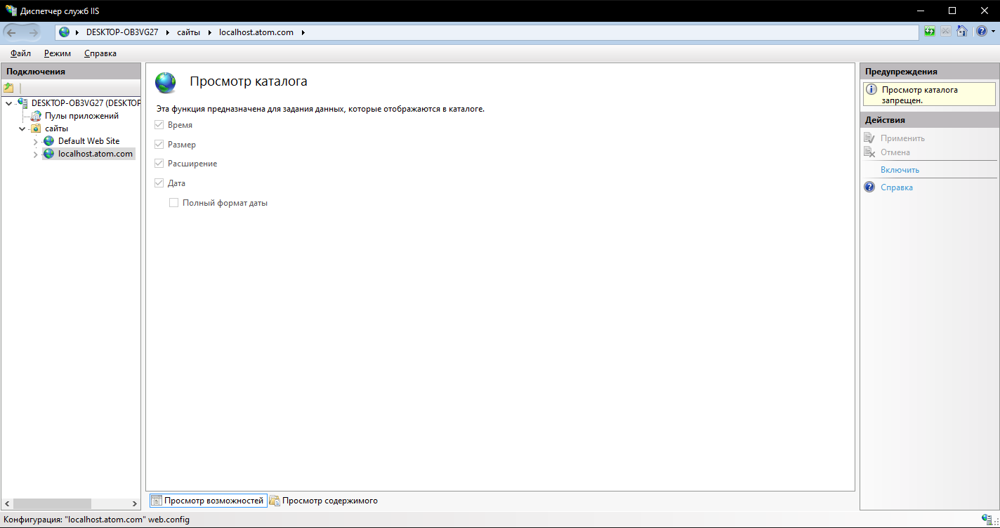 Диспетчер служб IIS
DESKTOP-OB3VG27 сайты localhost.atom.com
Файл Режим Справка
Подключения
DESKTOP-OB3VG27 (DESKTOP
Пулы приложений
сайты
Default Web Site
localhost.atom.com
Просмотр каталога
Эта функция предназначена для задания данных, которые отображаются в каталоге.
Время
Размер
Расширение
Дата
Полный формат даты
Просмотр возможностей Просмотр содержимого
Предупреждения
Просмотр каталога
запрещен.
Действия
Применить
Отмена
Включить
Справка
Конфигурация: "localhost.atom.com" web.config